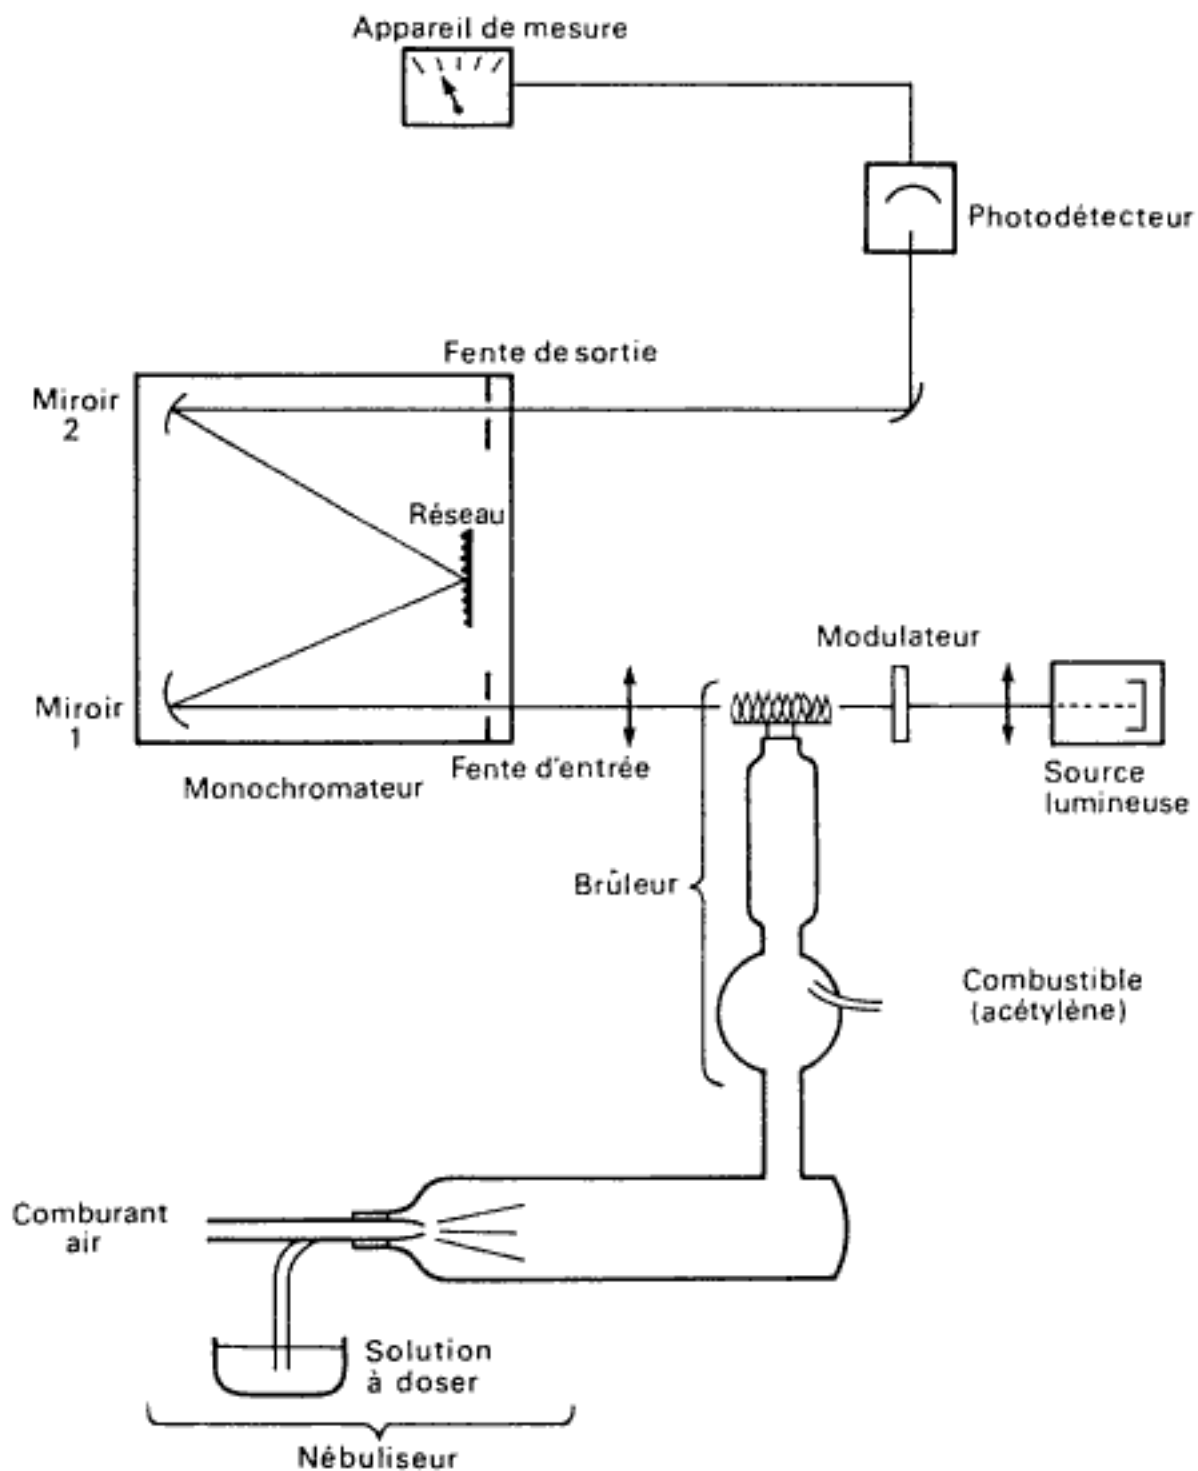 Appareil de mesure
Photodétecteur
Fente de sortie
Miroir
2
Réseau
Modulateur
Miroir
1
Fente d'entrée
Monochromateur
Source
lumineuse
Brûleur
Combustible
(acétylène)
Comburant
air
Solution
à doser
Nébuliseur